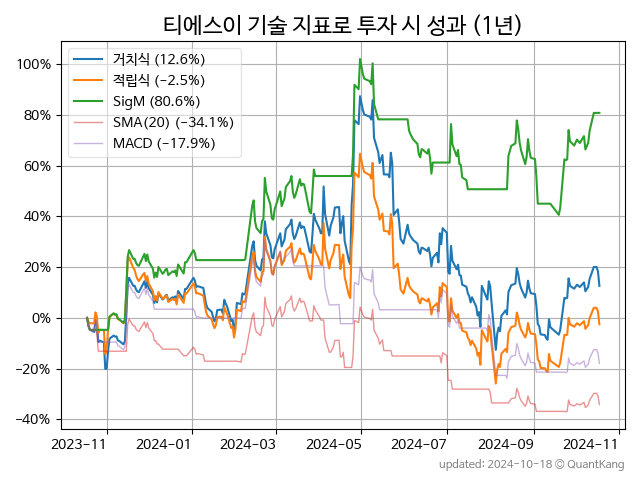 티에스이 기술 지표로 투자 시 성과 (1년)
거치식 (12.6%)
적립식 (−2.5%)
SigM (80.6%)
SMA(20) (−34.1%)
MACD (−17.9%)
100%
80%
60%
40%
20%
0%
−20%
−40%
2023-11 2024-01 2024-03 2024-05 2024-07 2024-09 2024-11
updated: 2024-10-18 © QuantKang